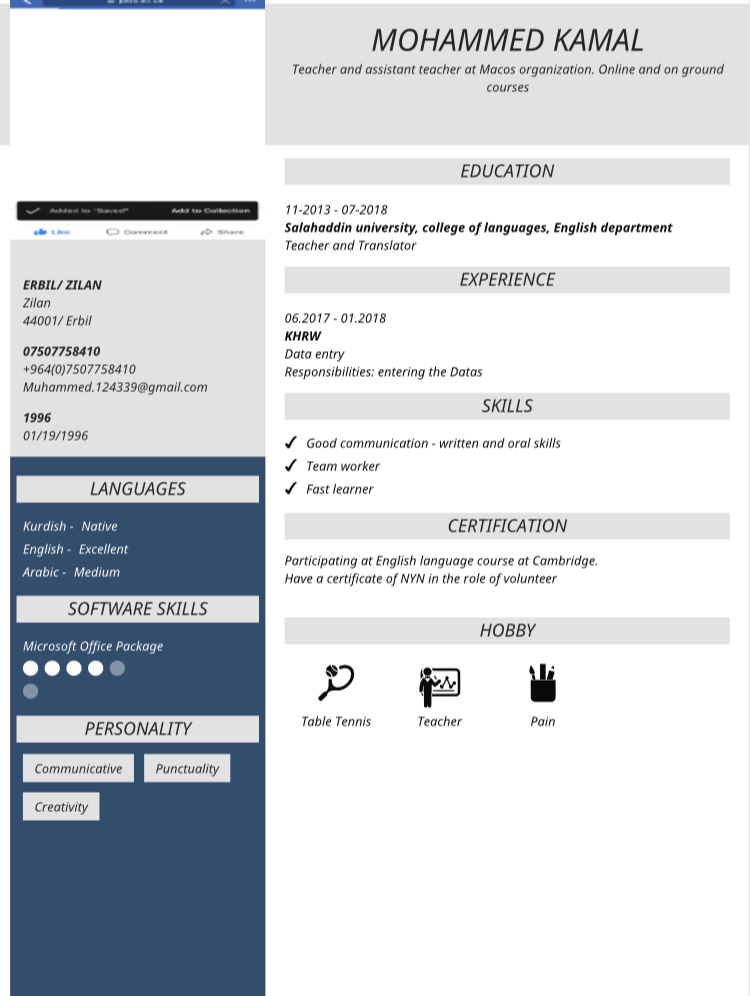 MOHAMMED KAMAL
Teacher and assistant teacher at Macos organization. Online and on ground
courses
Added to "Saved" Add to Collection
Like Comment Share
ERBIL/ ZILAN
Zilan
44001/ Erbil
07507758410
+964(0)7507758410
Muhammed.124339@gmail.com
1996
01/19/1996
LANGUAGES
Kurdish - Native
English - Excellent
Arabic - Medium
SOFTWARE SKILLS
Microsoft Office Package
PERSONALITY
Communicative Punctuality
Creativity
EDUCATION
11-2013 - 07-2018
Salahaddin university, college of languages, English department
Teacher and Translator
EXPERIENCE
06.2017 - 01.2018
KHRW
Data entry
Responsibilities: entering the Datas
SKILLS
Good communication - written and oral skills
Team worker
Fast learner
CERTIFICATION
Participating at English language course at Cambridge.
Have a certificate of NYN in the role of volunteer
HOBBY
Table Tennis Teacher Pain